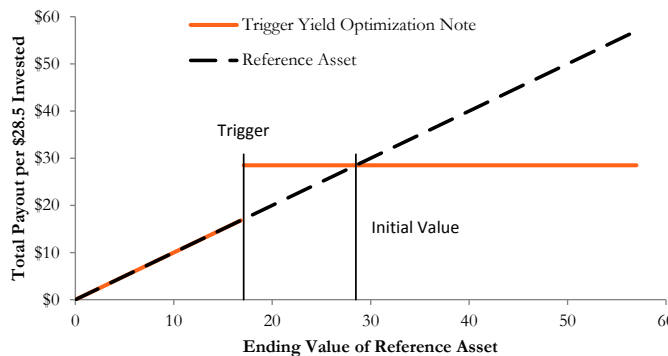 Trigger Yield Optimization Note
Reference Asset
Total Payout per $28.5 Invested
$60
$50
$40
$30
$20
$10
$0
Trigger
Initial Value
0 10 20 30 40 50 60
Ending Value of Reference Asset